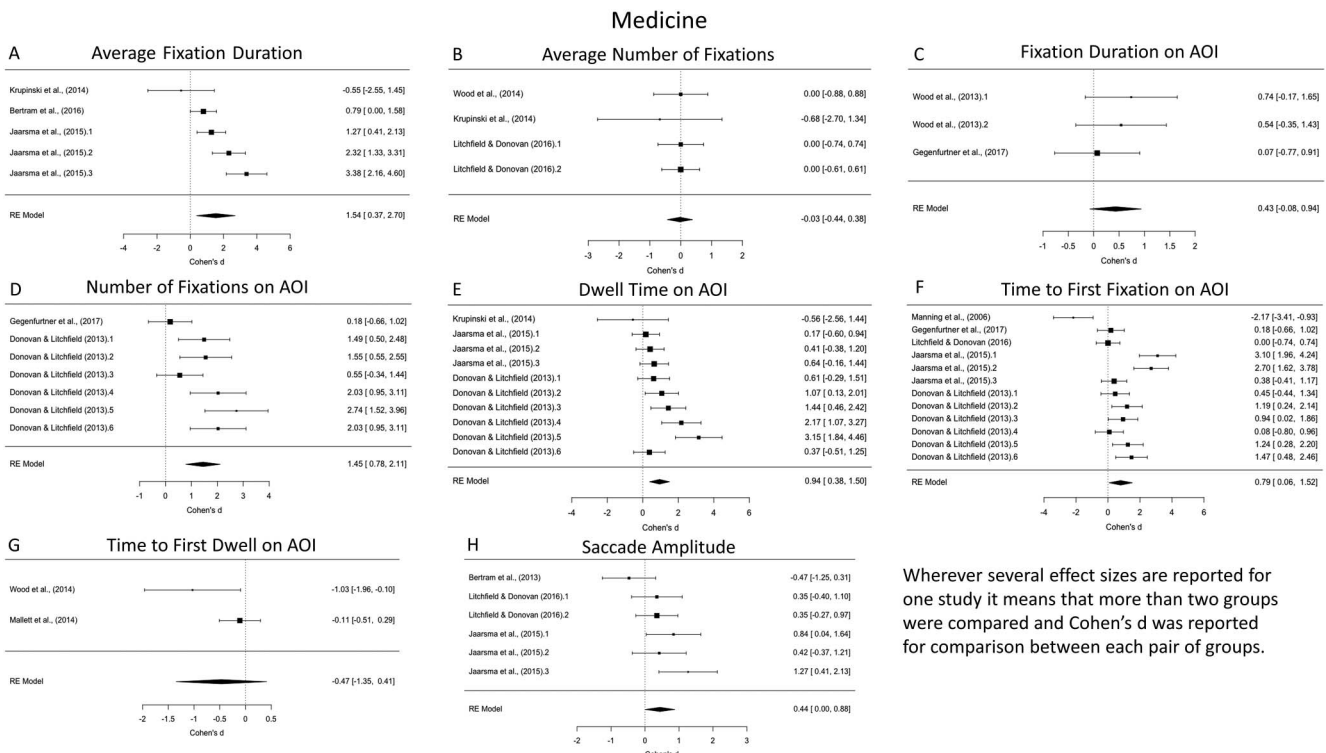 Medicine
A Average Fixation Duration
Krupinski et al., (2014) -0.55 [-2.55, 1.45]
Bertram et al., (2016) 0.79 [ 0.00, 1.58]
Jaarsma et al., (2015).1 1.27 [ 0.41, 2.13]
Jaarsma et al., (2015).2 2.32 [ 1.33, 3.31]
Jaarsma et al., (2015).3 3.38 [ 2.16, 4.60]
RE Model 1.54 [ 0.37, 2.70]
-4 -2 0 2 4 6
Cohen's d
B Average Number of Fixations
Wood et al., (2014) 0.00 [-0.88, 0.88]
Krupinski et al., (2014) -0.68 [-2.70, 1.34]
Litchfield & Donovan (2016).1 0.00 [-0.74, 0.74]
Litchfield & Donovan (2016).2 0.00 [-0.61, 0.61]
RE Model -0.03 [-0.44, 0.38]
-3 -2 -1 0 1 2
Cohen's d
C Fixation Duration on AOI
Wood et al., (2013).1 0.74 [-0.17, 1.65]
Wood et al., (2013).2 0.54 [-0.35, 1.43]
Gegenfurtner et al., (2017) 0.07 [-0.77, 0.91]
RE Model 0.43 [-0.08, 0.94]
-1 -0.5 0 0.5 1 1.5 2
Cohen's d
D Number of Fixations on AOI
Gegenfurtner et al., (2017) 0.18 [-0.66, 1.02]
Donovan & Litchfield (2013).1 1.49 [ 0.50, 2.48]
Donovan & Litchfield (2013).2 1.55 [ 0.55, 2.55]
Donovan & Litchfield (2013).3 0.55 [-0.34, 1.44]
Donovan & Litchfield (2013).4 2.03 [ 0.95, 3.11]
Donovan & Litchfield (2013).5 2.74 [ 1.52, 3.96]
Donovan & Litchfield (2013).6 2.03 [ 0.95, 3.11]
RE Model 1.45 [ 0.78, 2.11]
-1 0 1 2 3 4
Cohen's d
E Dwell Time on AOI
Krupinski et al., (2014) -0.56 [-2.56, 1.44]
Jaarsma et al., (2015).1 0.17 [-0.60, 0.94]
Jaarsma et al., (2015).2 0.41 [-0.38, 1.20]
Jaarsma et al., (2015).3 0.64 [-0.16, 1.44]
Donovan & Litchfield (2013).1 0.61 [-0.29, 1.51]
Donovan & Litchfield (2013).2 1.07 [ 0.13, 2.01]
Donovan & Litchfield (2013).3 1.44 [ 0.46, 2.42]
Donovan & Litchfield (2013).4 2.17 [ 1.07, 3.27]
Donovan & Litchfield (2013).5 3.15 [ 1.84, 4.46]
Donovan & Litchfield (2013).6 0.37 [-0.51, 1.25]
RE Model 0.94 [ 0.38, 1.50]
-4 -2 0 2 4 6
Cohen's d
F Time to First Fixation on AOI
Manning et al., (2006) -2.17 [-3.41, -0.93]
Gegenfurtner et al., (2017) 0.18 [-0.66, 1.02]
Litchfield & Donovan (2016) 0.00 [-0.74, 0.74]
Jaarsma et al., (2015).1 3.10 [ 1.96, 4.24]
Jaarsma et al., (2015).2 2.70 [ 1.62, 3.78]
Jaarsma et al., (2015).3 0.38 [-0.41, 1.17]
Donovan & Litchfield (2013).1 0.45 [-0.44, 1.34]
Donovan & Litchfield (2013).2 1.19 [ 0.24, 2.14]
Donovan & Litchfield (2013).3 0.94 [ 0.02, 1.86]
Donovan & Litchfield (2013).4 0.08 [-0.80, 0.96]
Donovan & Litchfield (2013).5 1.24 [ 0.28, 2.20]
Donovan & Litchfield (2013).6 1.47 [ 0.48, 2.46]
RE Model 0.79 [ 0.06, 1.52]
-4 -2 0 2 4 6
Cohen's d
G Time to First Dwell on AOI
Wood et al., (2014) -1.03 [-1.96, -0.10]
Mallett et al., (2014) -0.11 [-0.51, 0.29]
RE Model -0.47 [-1.35, 0.41]
-2 -1.5 -1 -0.5 0 0.5
Cohen's d
H Saccade Amplitude
Bertram et al., (2013) -0.47 [-1.25, 0.31]
Litchfield & Donovan (2016).1 0.35 [-0.40, 1.10]
Litchfield & Donovan (2016).2 0.35 [-0.27, 0.97]
Jaarsma et al., (2015).1 0.84 [ 0.04, 1.64]
Jaarsma et al., (2015).2 0.42 [-0.37, 1.21]
Jaarsma et al., (2015).3 1.27 [ 0.41, 2.13]
RE Model 0.44 [ 0.00, 0.88]
-2 -1 0 1 2 3
Cohen's d
Wherever several effect sizes are reported for
one study it means that more than two groups
were compared and Cohen's d was reported
for comparison between each pair of groups.